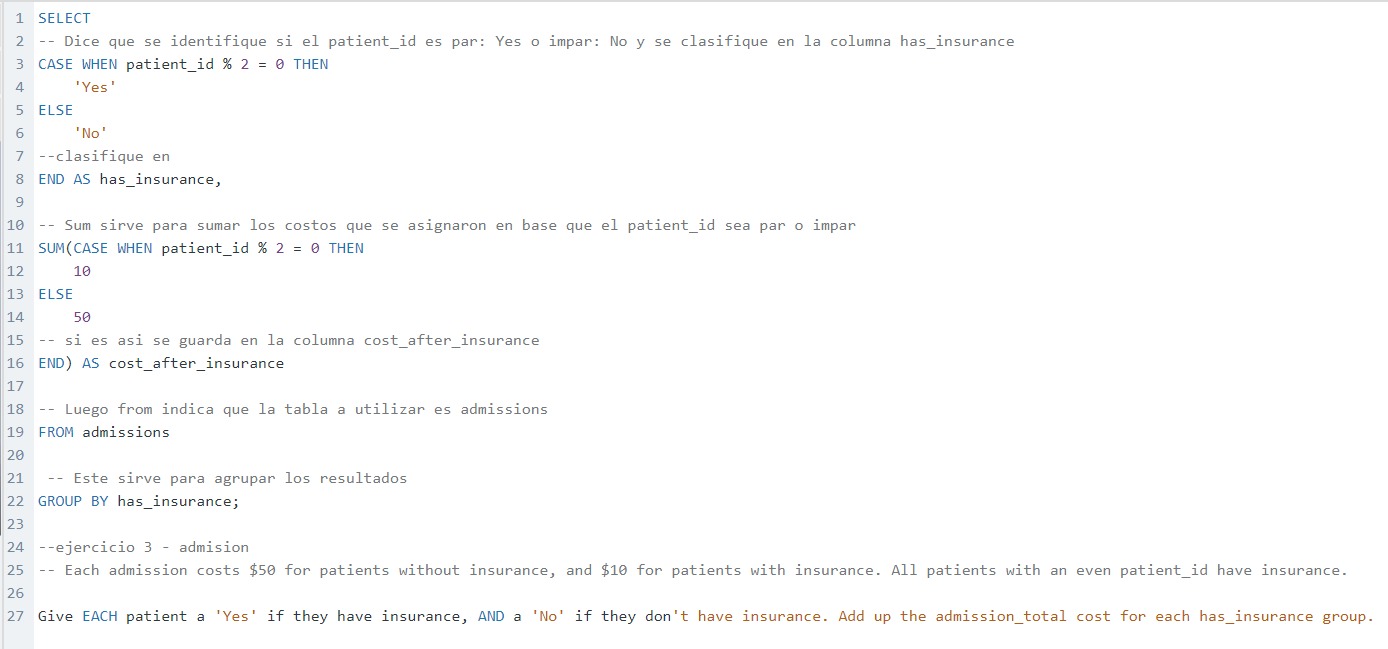 1 SELECT
2 -- Dice que se identifique si el patient_id es par: Yes o impar: No y se clasifique en la columna has_insurance
3 CASE WHEN patient_id % 2 = 0 THEN
4     'Yes'
5 ELSE
6     'No'
7 --clasifique en
8 END AS has_insurance,
9
10 -- Sum sirve para sumar los costos que se asignaron en base que el patient_id sea par o impar
11 SUM(CASE WHEN patient_id % 2 = 0 THEN
12     10
13 ELSE
14     50
15 -- si es asi se guarda en la columna cost_after_insurance
16 END) AS cost_after_insurance
17
18 -- Luego from indica que la tabla a utilizar es admissions
19 FROM admissions
20
21  -- Este sirve para agrupar los resultados
22 GROUP BY has_insurance;
23
24 --ejercicio 3 - admision
25 -- Each admission costs $50 for patients without insurance, and $10 for patients with insurance. All patients with an even patient_id have insurance.
26
27 Give EACH patient a 'Yes' if they have insurance, AND a 'No' if they don't have insurance. Add up the admission_total cost for each has_insurance group.